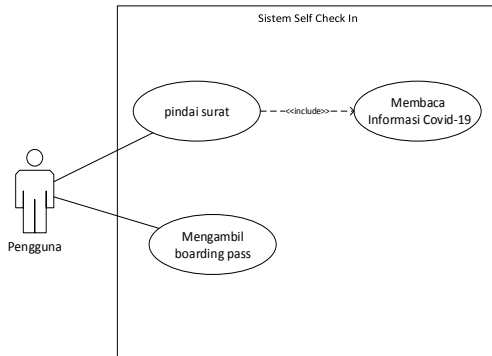 Sistem Self Check In
pindai surat
<<include>>
Membaca
Informasi Covid-19
Pengguna
Mengambil
boarding pass